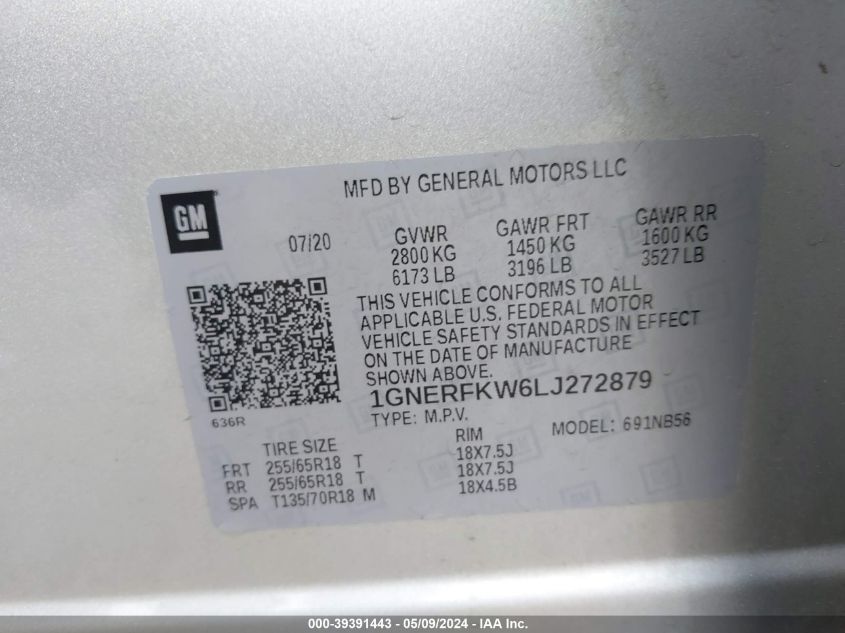 MFD BY GENERAL MOTORS LLC
GM
07/20
GVWR GAWR FRT GAWR RR
2800 KG 1450 KG 1600 KG
6173 LB 3196 LB 3527 LB
THIS VEHICLE CONFORMS TO ALL
APPLICABLE U.S. FEDERAL MOTOR
VEHICLE SAFETY STANDARDS IN EFFECT
ON THE DATE OF MANUFACTURE
SHOWN ABOVE.
1GNERFKW6LJ272879
636R
TYPE: M.P.V. MODEL: 691NB56
TIRE SIZE RIM
FRT 255/65R18 T 18X7.5J
RR 255/65R18 T 18X7.5J
SPA T135/70R18 M 18X4.5B
000-39391443 / 05/09/2024 - IAA Inc.